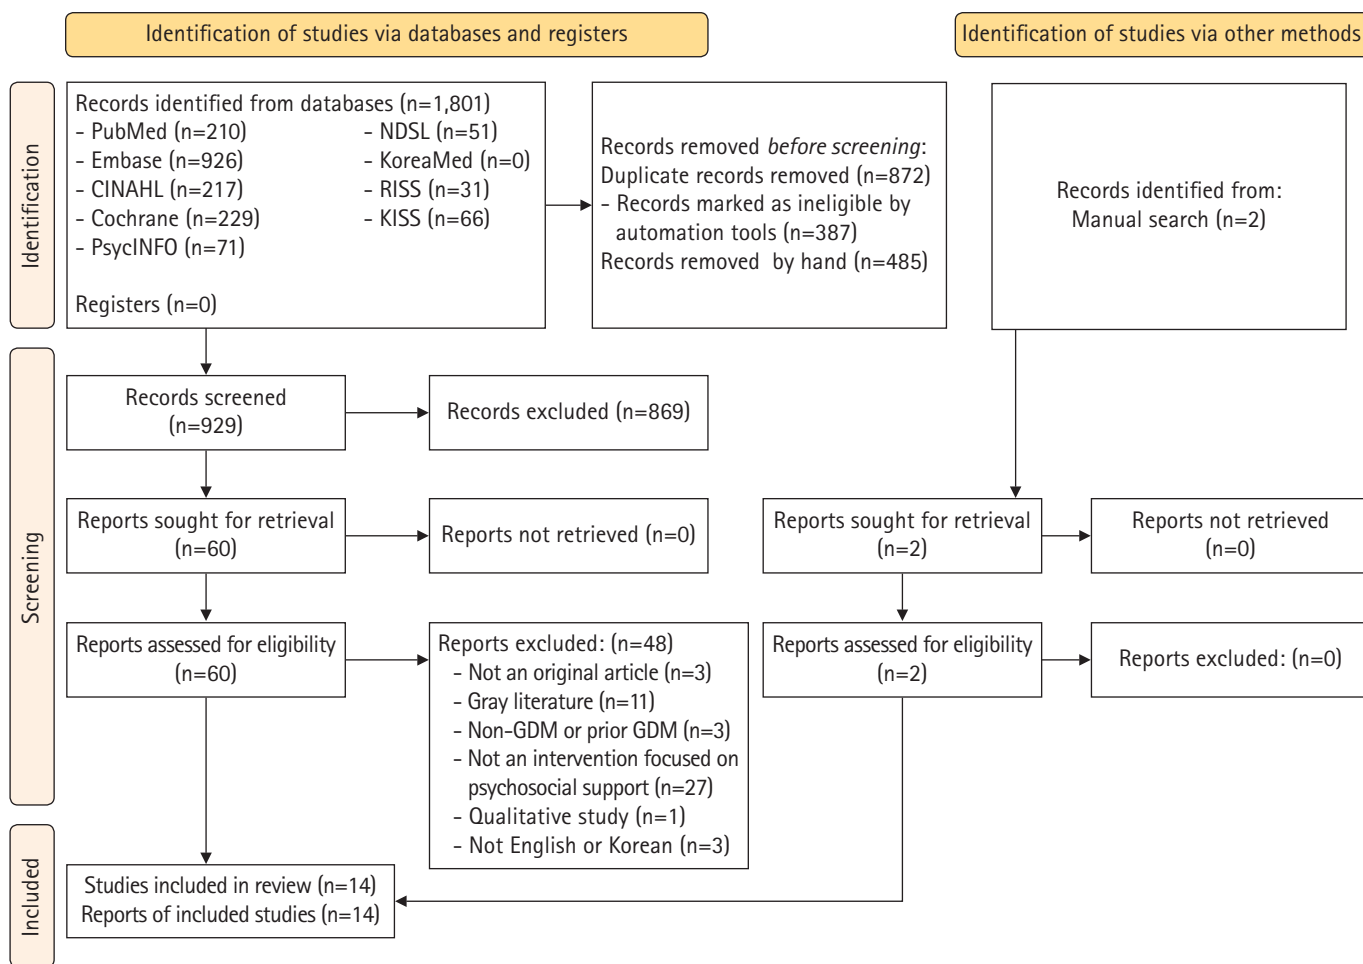 Identification of studies via databases and registers
Identification of studies via other methods
Identification
Records identified from databases (n=1,801)
- PubMed (n=210)
- Embase (n=926)
- CINAHL (n=217)
- Cochrane (n=229)
- PsycINFO (n=71)
- NDSL (n=51)
- KoreaMed (n=0)
- RISS (n=31)
- KISS (n=66)
Registers (n=0)
Records removed before screening:
Duplicate records removed (n=872)
- Records marked as ineligible by
automation tools (n=387)
Records removed by hand (n=485)
Records identified from:
Manual search (n=2)
Screening
Records screened
(n=929)
Records excluded (n=869)
Reports sought for retrieval
(n=60)
Reports not retrieved (n=0)
Reports sought for retrieval
(n=2)
Reports not retrieved
(n=0)
Reports assessed for eligibility
(n=60)
Reports excluded: (n=48)
- Not an original article (n=3)
- Gray literature (n=11)
- Non-GDM or prior GDM (n=3)
- Not an intervention focused on
psychosocial support (n=27)
- Qualitative study (n=1)
- Not English or Korean (n=3)
Reports assessed for eligibility
(n=2)
Reports excluded: (n=0)
Included
Studies included in review (n=14)
Reports of included studies (n=14)